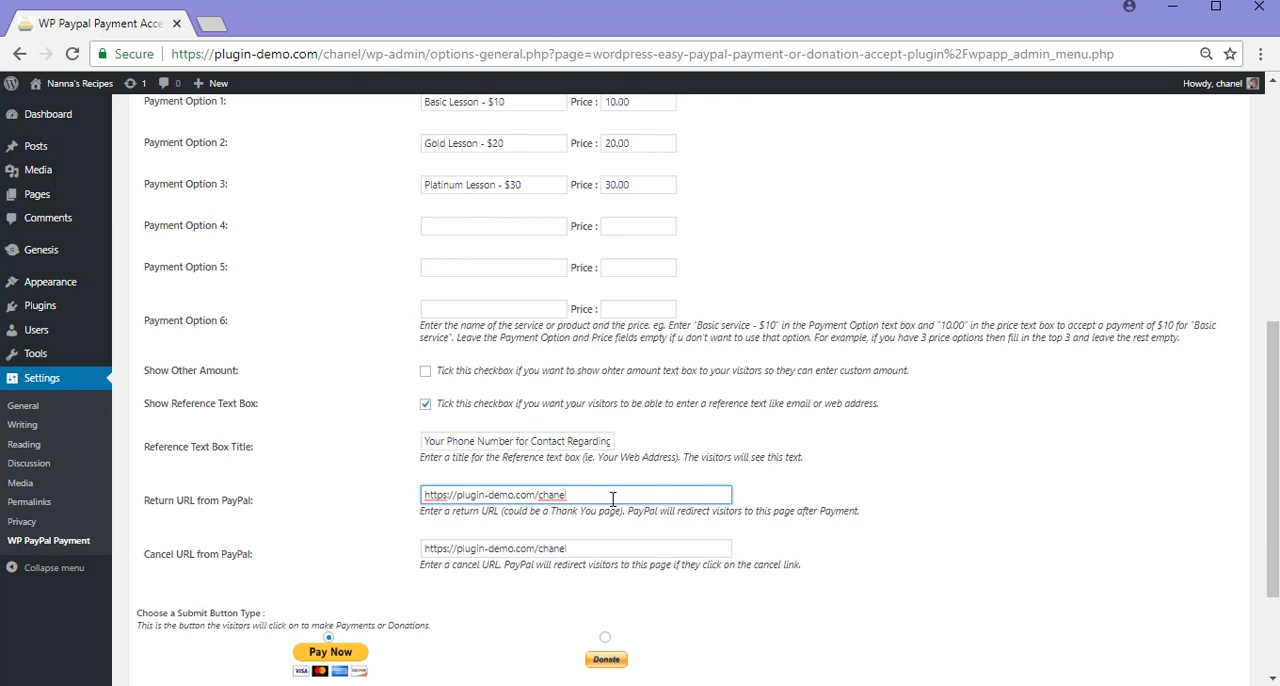 WP Paypal Payment Acce
Secure https://plugin-demo.com/chanel/wp-admin/options-general.php?page=wordpress-easy-paypal-payment-or-donation-accept-plugin%2Fwpapp_admin_menu.php
Nanna's Recipes 1 0 + New Howdy, chanel
Dashboard
Posts
Media
Pages
Comments
Genesis
Appearance
Plugins
Users
Tools
Settings
General
Writing
Reading
Discussion
Media
Permalinks
Privacy
WP PayPal Payment
Collapse menu
Payment Option 1: Basic Lesson - $10 Price : 10.00
Payment Option 2: Gold Lesson - $20 Price : 20.00
Payment Option 3: Platinum Lesson - $30 Price : 30.00
Payment Option 4: Price :
Payment Option 5: Price :
Payment Option 6: Price :
Enter the name of the service or product and the price. eg. Enter "Basic service - $10" in the Payment Option text box and "10.00" in the price text box to accept a payment of $10 for "Basic
service". Leave the Payment Option and Price fields empty if u don't want to use that option. For example, if you have 3 price options then fill in the top 3 and leave the rest empty.
Show Other Amount: Tick this checkbox if you want to show ohter amount text box to your visitors so they can enter custom amount.
Show Reference Text Box: Tick this checkbox if you want your visitors to be able to enter a reference text like email or web address.
Reference Text Box Title: Your Phone Number for Contact Regarding
Enter a title for the Reference text box (ie. Your Web Address). The visitors will see this text.
Return URL from PayPal: https://plugin-demo.com/chanel
Enter a return URL (could be a Thank You page). PayPal will redirect visitors to this page after Payment.
Cancel URL from PayPal: https://plugin-demo.com/chanel
Enter a cancel URL. PayPal will redirect visitors to this page if they click on the cancel link.
Choose a Submit Button Type :
This is the button the visitors will click on to make Payments or Donations.
Pay Now
VISA
Donate